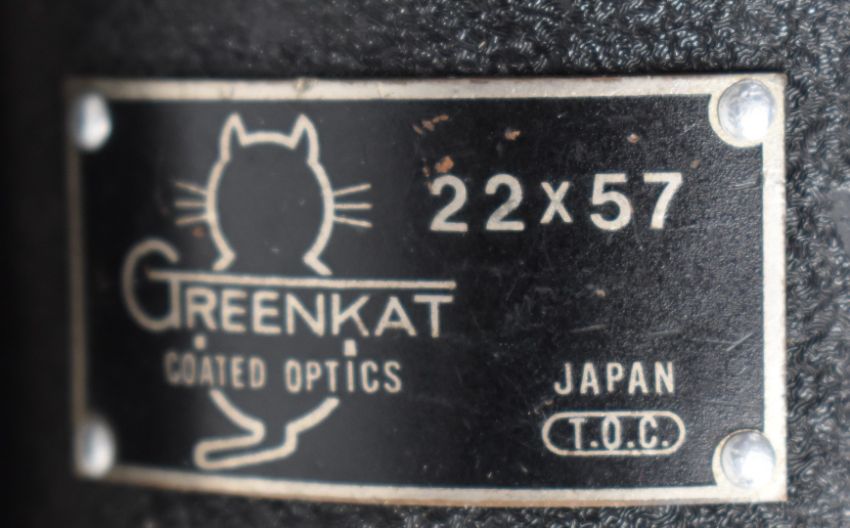 22x57
GREENKAT
COATED OPTICS
JAPAN
T.O.C.